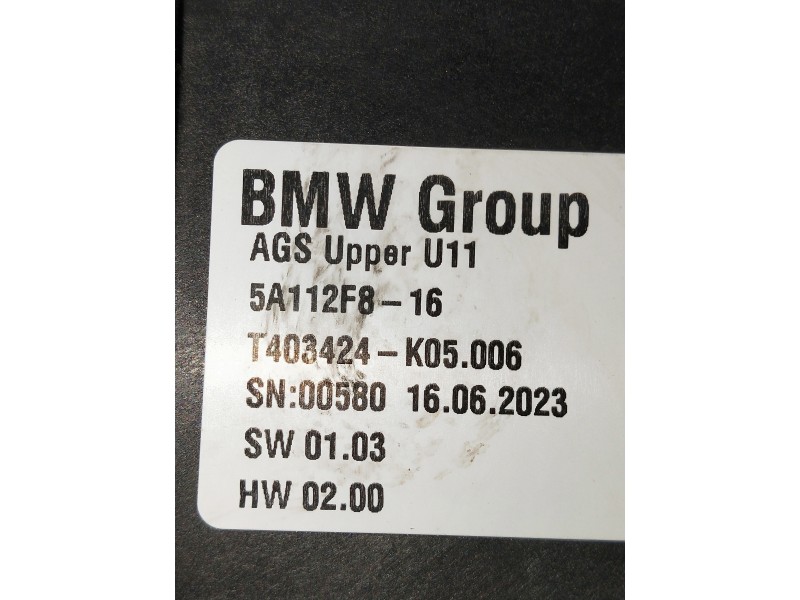 BMW Group
AGS Upper U11
5A112F8-16
T403424-K05.006
SN:00580 16.06.2023
SW 01.03
HW 02.00